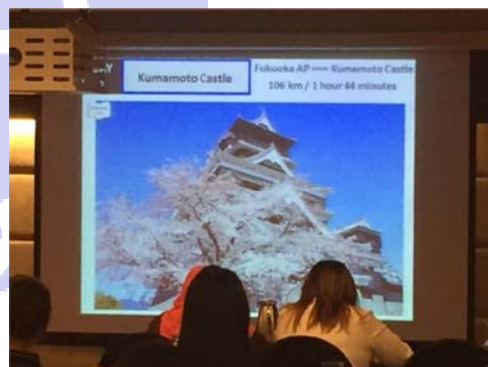 Kumamoto Castle
Fukuoka AP ⟷ Kumamoto Castle
106 km / 1 hour 44 minutes